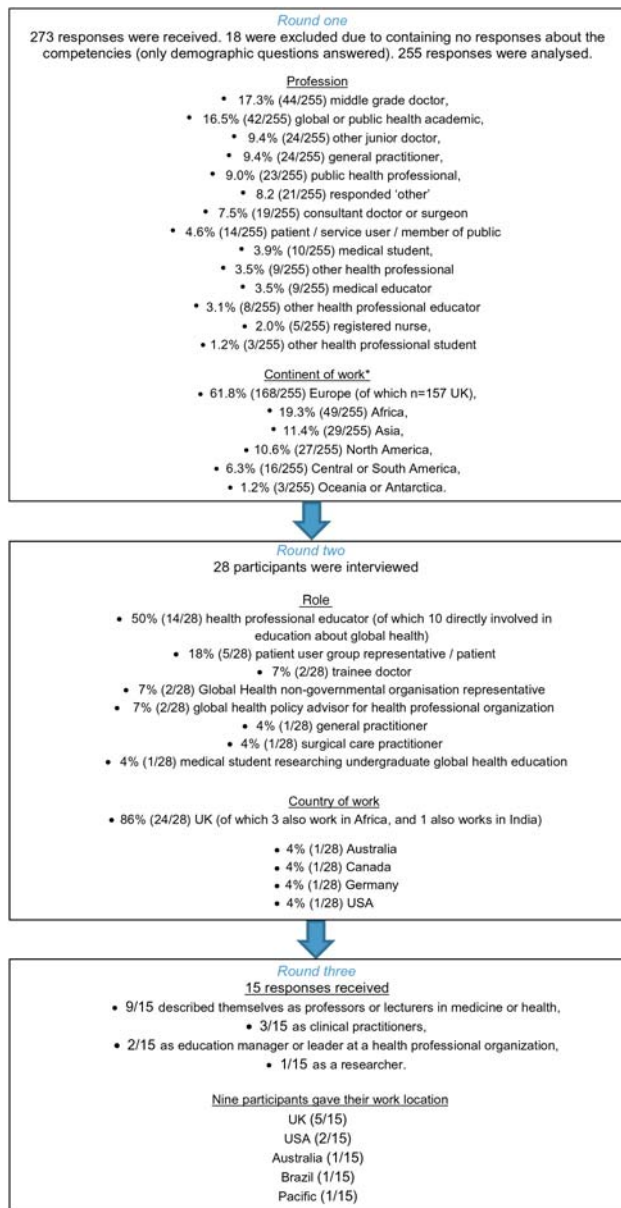 Round one
273 responses were received. 18 were excluded due to containing no responses about the
competencies (only demographic questions answered). 255 responses were analysed.
Profession
• 17.3% (44/255) middle grade doctor,
• 16.5% (42/255) global or public health academic,
• 9.4% (24/255) other junior doctor,
• 9.4% (24/255) general practitioner,
• 9.0% (23/255) public health professional,
• 8.2 (21/255) responded ‘other’
• 7.5% (19/255) consultant doctor or surgeon
• 4.6% (14/255) patient / service user / member of public
• 3.9% (10/255) medical student,
• 3.5% (9/255) other health professional
• 3.5% (9/255) medical educator
• 3.1% (8/255) other health professional educator
• 2.0% (5/255) registered nurse,
• 1.2% (3/255) other health professional student
Continent of work*
• 61.8% (168/255) Europe (of which n=157 UK),
• 19.3% (49/255) Africa,
• 11.4% (29/255) Asia,
• 10.6% (27/255) North America,
• 6.3% (16/255) Central or South America,
• 1.2% (3/255) Oceania or Antarctica.
Round two
28 participants were interviewed
Role
• 50% (14/28) health professional educator (of which 10 directly involved in
education about global health)
• 18% (5/28) patient user group representative / patient
• 7% (2/28) trainee doctor
• 7% (2/28) Global Health non-governmental organisation representative
• 7% (2/28) global health policy advisor for health professional organization
• 4% (1/28) general practitioner
• 4% (1/28) surgical care practitioner
• 4% (1/28) medical student researching undergraduate global health education
Country of work
• 86% (24/28) UK (of which 3 also work in Africa, and 1 also works in India)
• 4% (1/28) Australia
• 4% (1/28) Canada
• 4% (1/28) Germany
• 4% (1/28) USA
Round three
15 responses received
• 9/15 described themselves as professors or lecturers in medicine or health,
• 3/15 as clinical practitioners,
• 2/15 as education manager or leader at a health professional organization,
• 1/15 as a researcher.
Nine participants gave their work location
UK (5/15)
USA (2/15)
Australia (1/15)
Brazil (1/15)
Pacific (1/15)